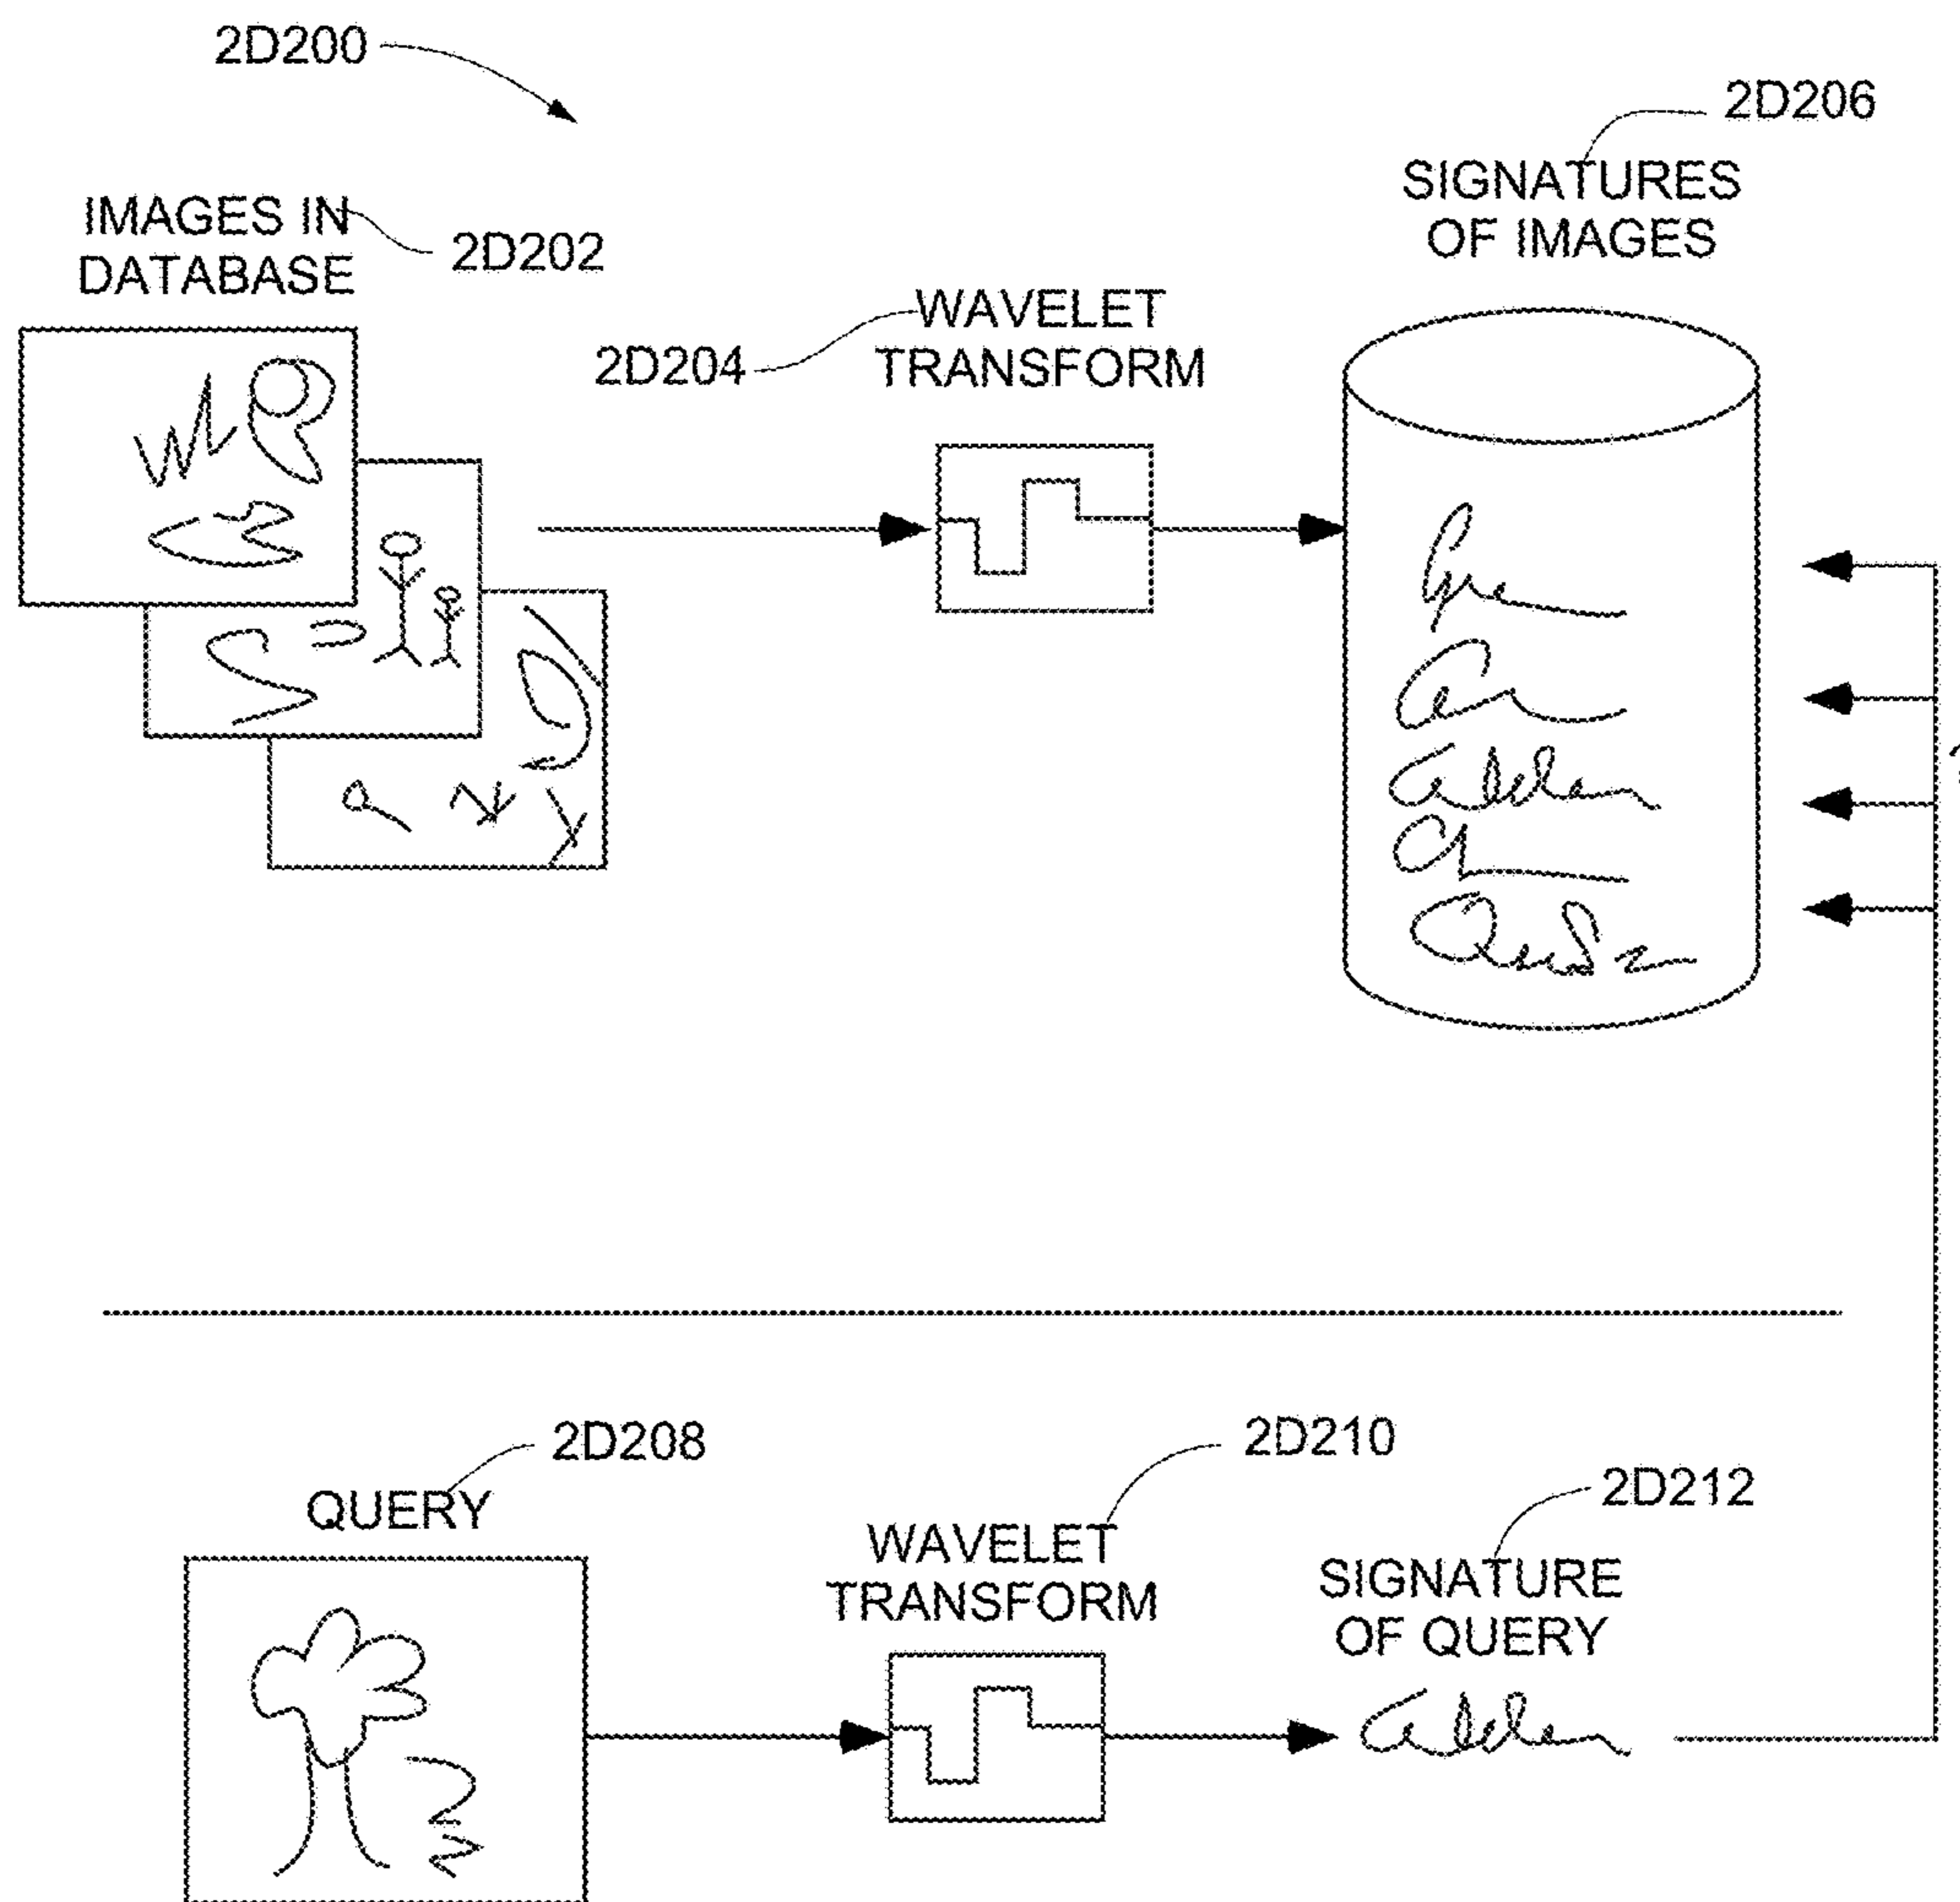 2D200
2D206
SIGNATURES
OF IMAGES
IMAGES IN
DATABASE
2D202
WAVELET
TRANSFORM
2D204
2D208
QUERY
2D210
WAVELET
TRANSFORM
2D212
SIGNATURE
OF QUERY